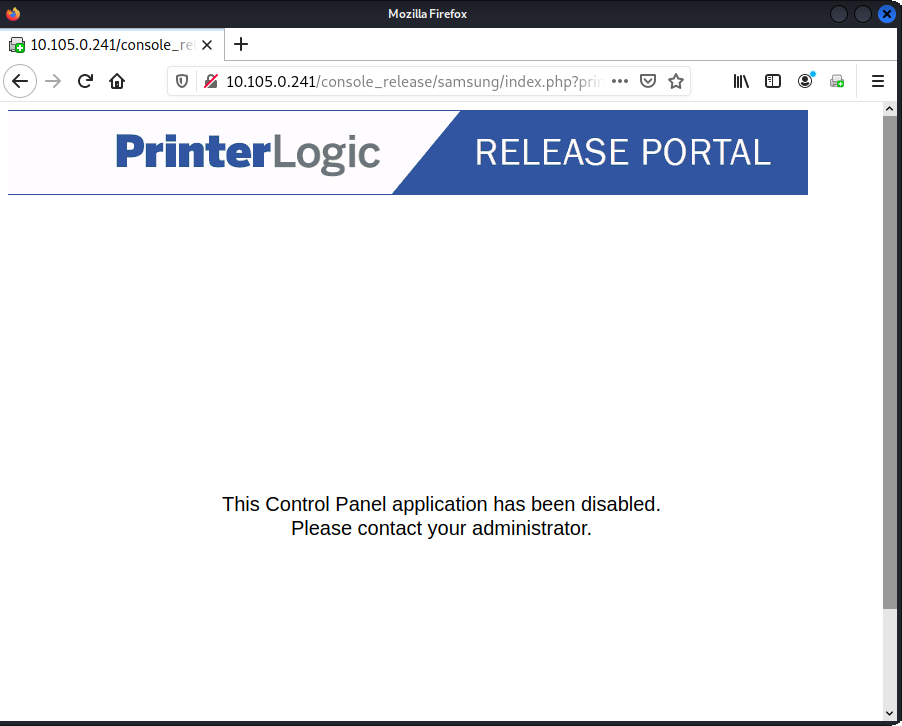 Mozilla Firefox
10.105.0.241/console_re
10.105.0.241/console_release/samsung/index.php?prin
PrinterLogic
RELEASE PORTAL
This Control Panel application has been disabled.
Please contact your administrator.